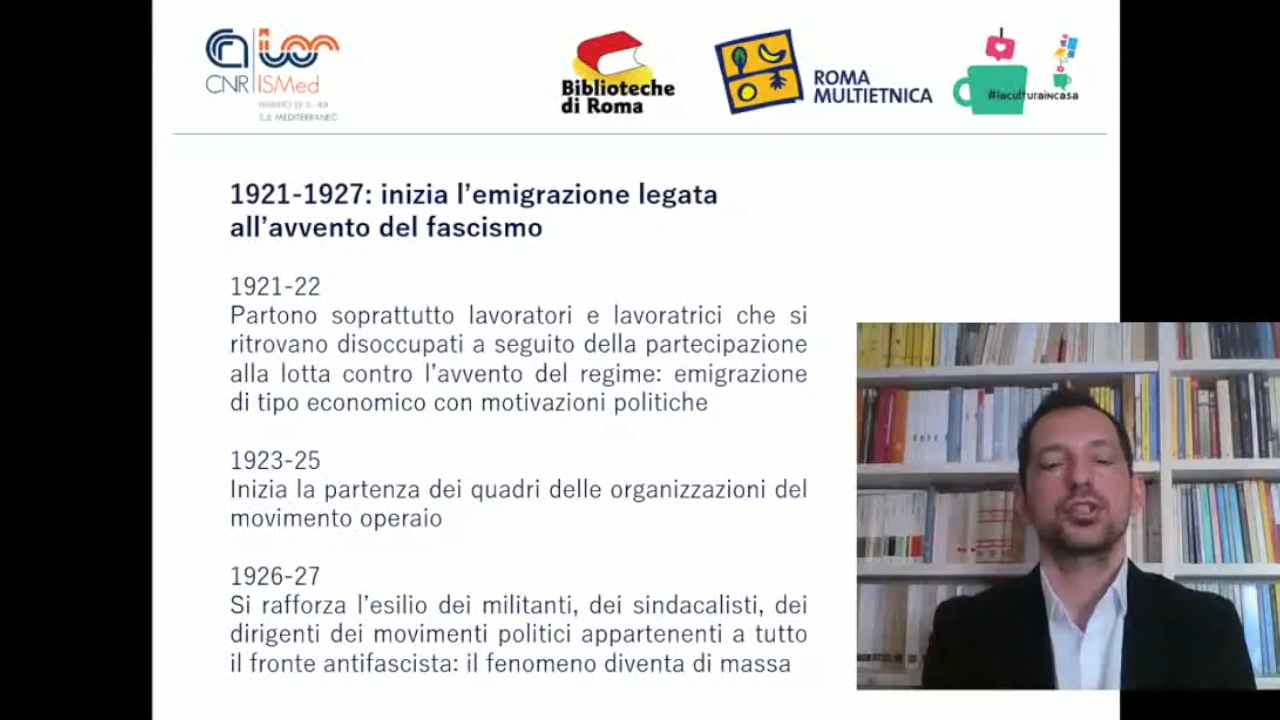 CNR ISMed
Biblioteche
di Roma
ROMA
MULTIETNICA
#laculturaincasa
1921-1927: inizia l'emigrazione legata
all'avvento del fascismo
1921-22
Partono soprattutto lavoratori e lavoratrici che si
ritrovano disoccupati a seguito della partecipazione
alla lotta contro l'avvento del regime: emigrazione
di tipo economico con motivazioni politiche
1923-25
Inizia la partenza dei quadri delle organizzazioni del
movimento operaio
1926-27
Si rafforza l'esilio dei militanti, dei sindacalisti, dei
dirigenti dei movimenti politici appartenenti a tutto
il fronte antifascista: il fenomeno diventa di massa